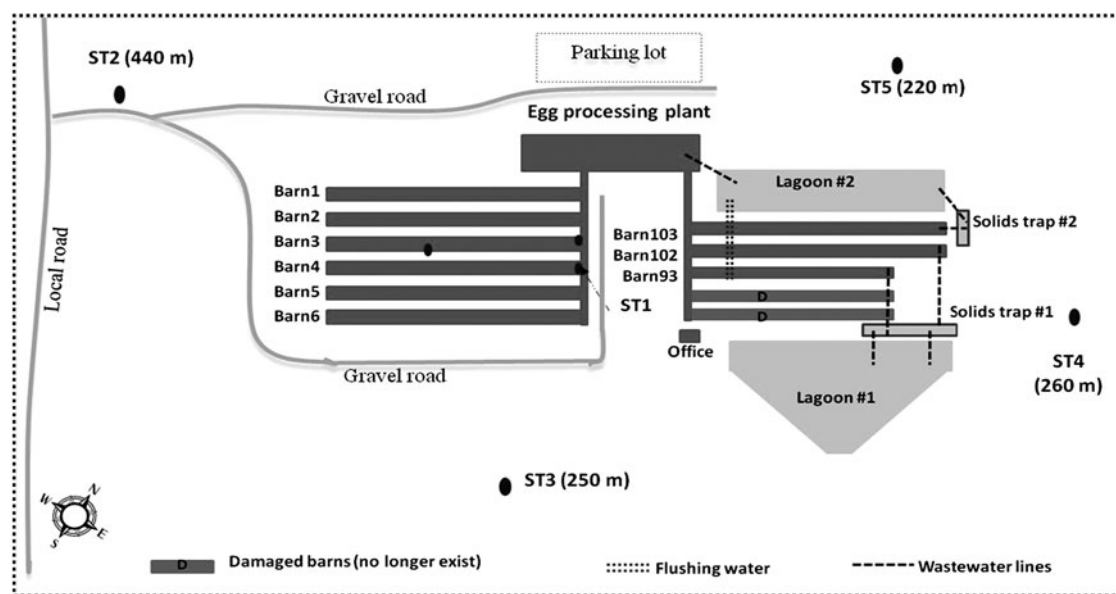 Parking lot
ST2 (440 m)
ST5 (220 m)
Gravel road
Egg processing plant
Local road
Barn1
Barn2
Barn3
Barn4
Barn5
Barn6
Lagoon #2
Solids trap #2
Barn103
Barn102
Barn93
D
D
ST1
Solids trap #1
Office
ST4
(260 m)
Gravel road
Lagoon #1
ST3 (250 m)
N
W
E
S
D
Damaged barns (no longer exist)
Flushing water
Wastewater lines